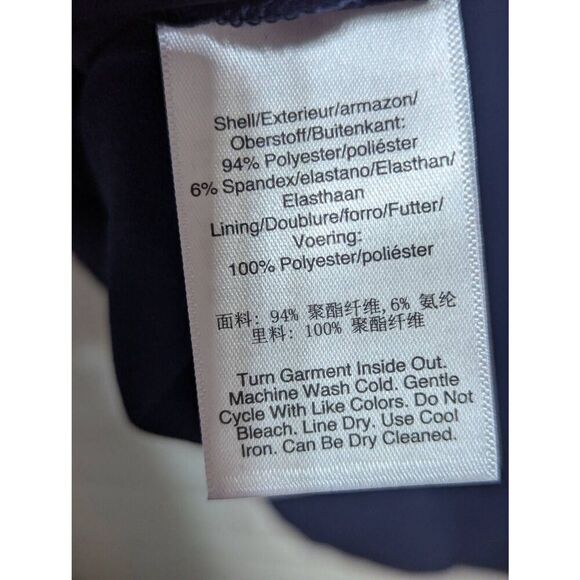 Shell/Exterieur/armazon/
Oberstoff/Buitenkant:
94% Polyester/poliéster
6% Spandex/elastano/Elasthan/
Elasthaan
Lining/Doublure/forro/Futter/
Voering:
100% Polyester/poliéster
面料: 94% 聚酯纤维,6% 氨纶
里料: 100% 聚酯纤维
Turn Garment Inside Out.
Machine Wash Cold. Gentle
Cycle With Like Colors. Do Not
Bleach. Line Dry. Use Cool
Iron. Can Be Dry Cleaned.